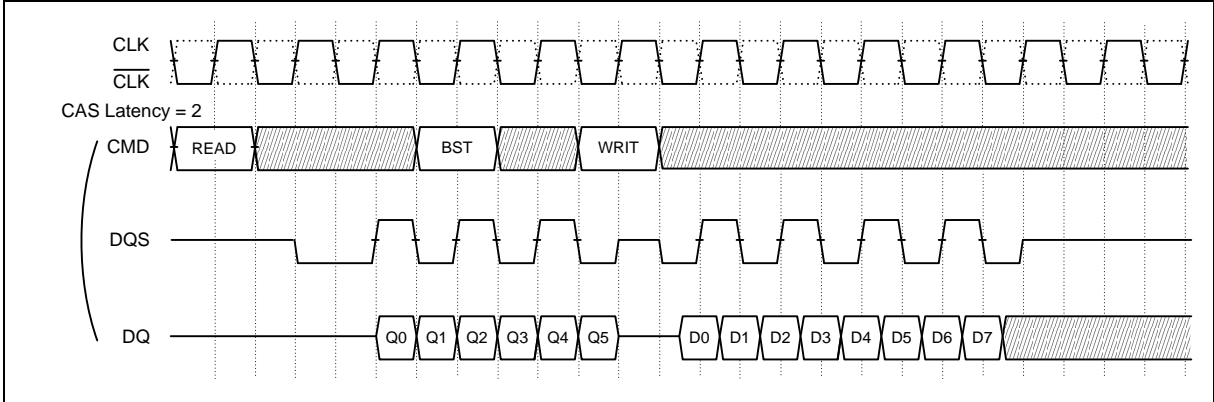 CLK
CLK
CAS Latency = 2
CMD READ BST WRIT
DQS
DQ Q0 Q1 Q2 Q3 Q4 Q5 D0 D1 D2 D3 D4 D5 D6 D7